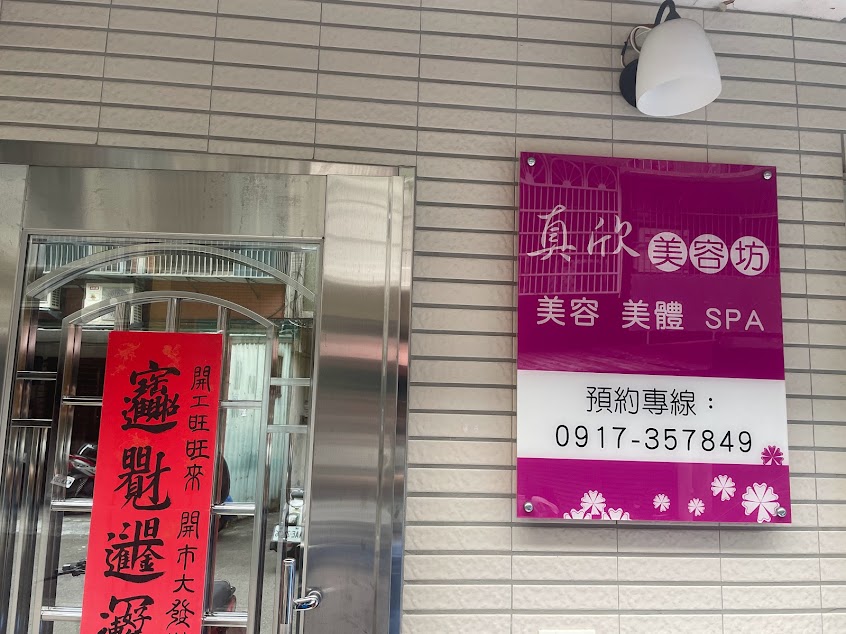 真欣美容坊
美容 美體 SPA
預約專線：
0917-357849
開工旺旺來 開市大發